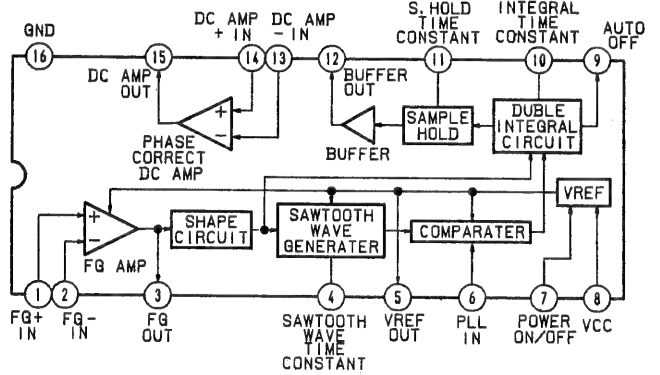 GND
16
DC AMP
OUT
15
DC AMP
+ IN
14
DC AMP
- IN
13
12
BUFFER
OUT
S. HOLD
TIME
CONSTANT
11
INTEGRAL
TIME
CONSTANT
10
AUTO
OFF
9
+
-
PHASE
CORRECT
DC AMP
BUFFER
SAMPLE
HOLD
DUBLE
INTEGRAL
CIRCUIT
+
-
FG AMP
SHAPE
CIRCUIT
SAWTOOTH
WAVE
GENERATER
COMPARATER
VREF
1
FG+
IN
2
FG-
IN
3
FG
OUT
4
SAWTOOTH
WAVE
TIME
CONSTANT
5
VREF
OUT
6
PLL
IN
7
POWER
ON/OFF
8
VCC